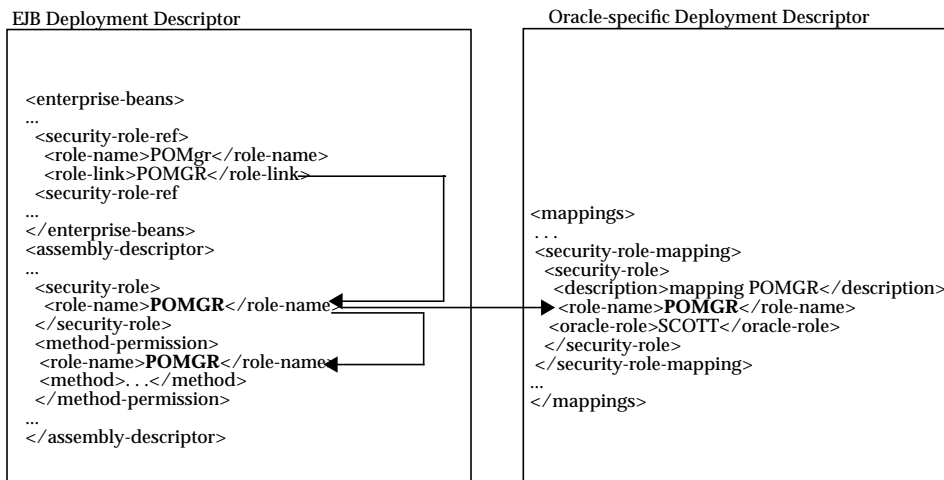 EJB Deployment Descriptor
<enterprise-beans>
...
<security-role-ref>
<role-name>POMgr</role-name>
<role-link>POMGR</role-link>
<security-role-ref
...
</enterprise-beans>
<assembly-descriptor>
...
<security-role>
<role-name>POMGR</role-name>
</security-role>
<method-permission>
<role-name>POMGR</role-name>
<method>. . .</method>
</method-permission>
...
</assembly-descriptor>
Oracle-specific Deployment Descriptor
<mappings>
. . .
<security-role-mapping>
<security-role>
<description>mapping POMGR</description>
<role-name>POMGR</role-name>
<oracle-role>SCOTT</oracle-role>
</security-role>
</security-role-mapping>
...
</mappings>